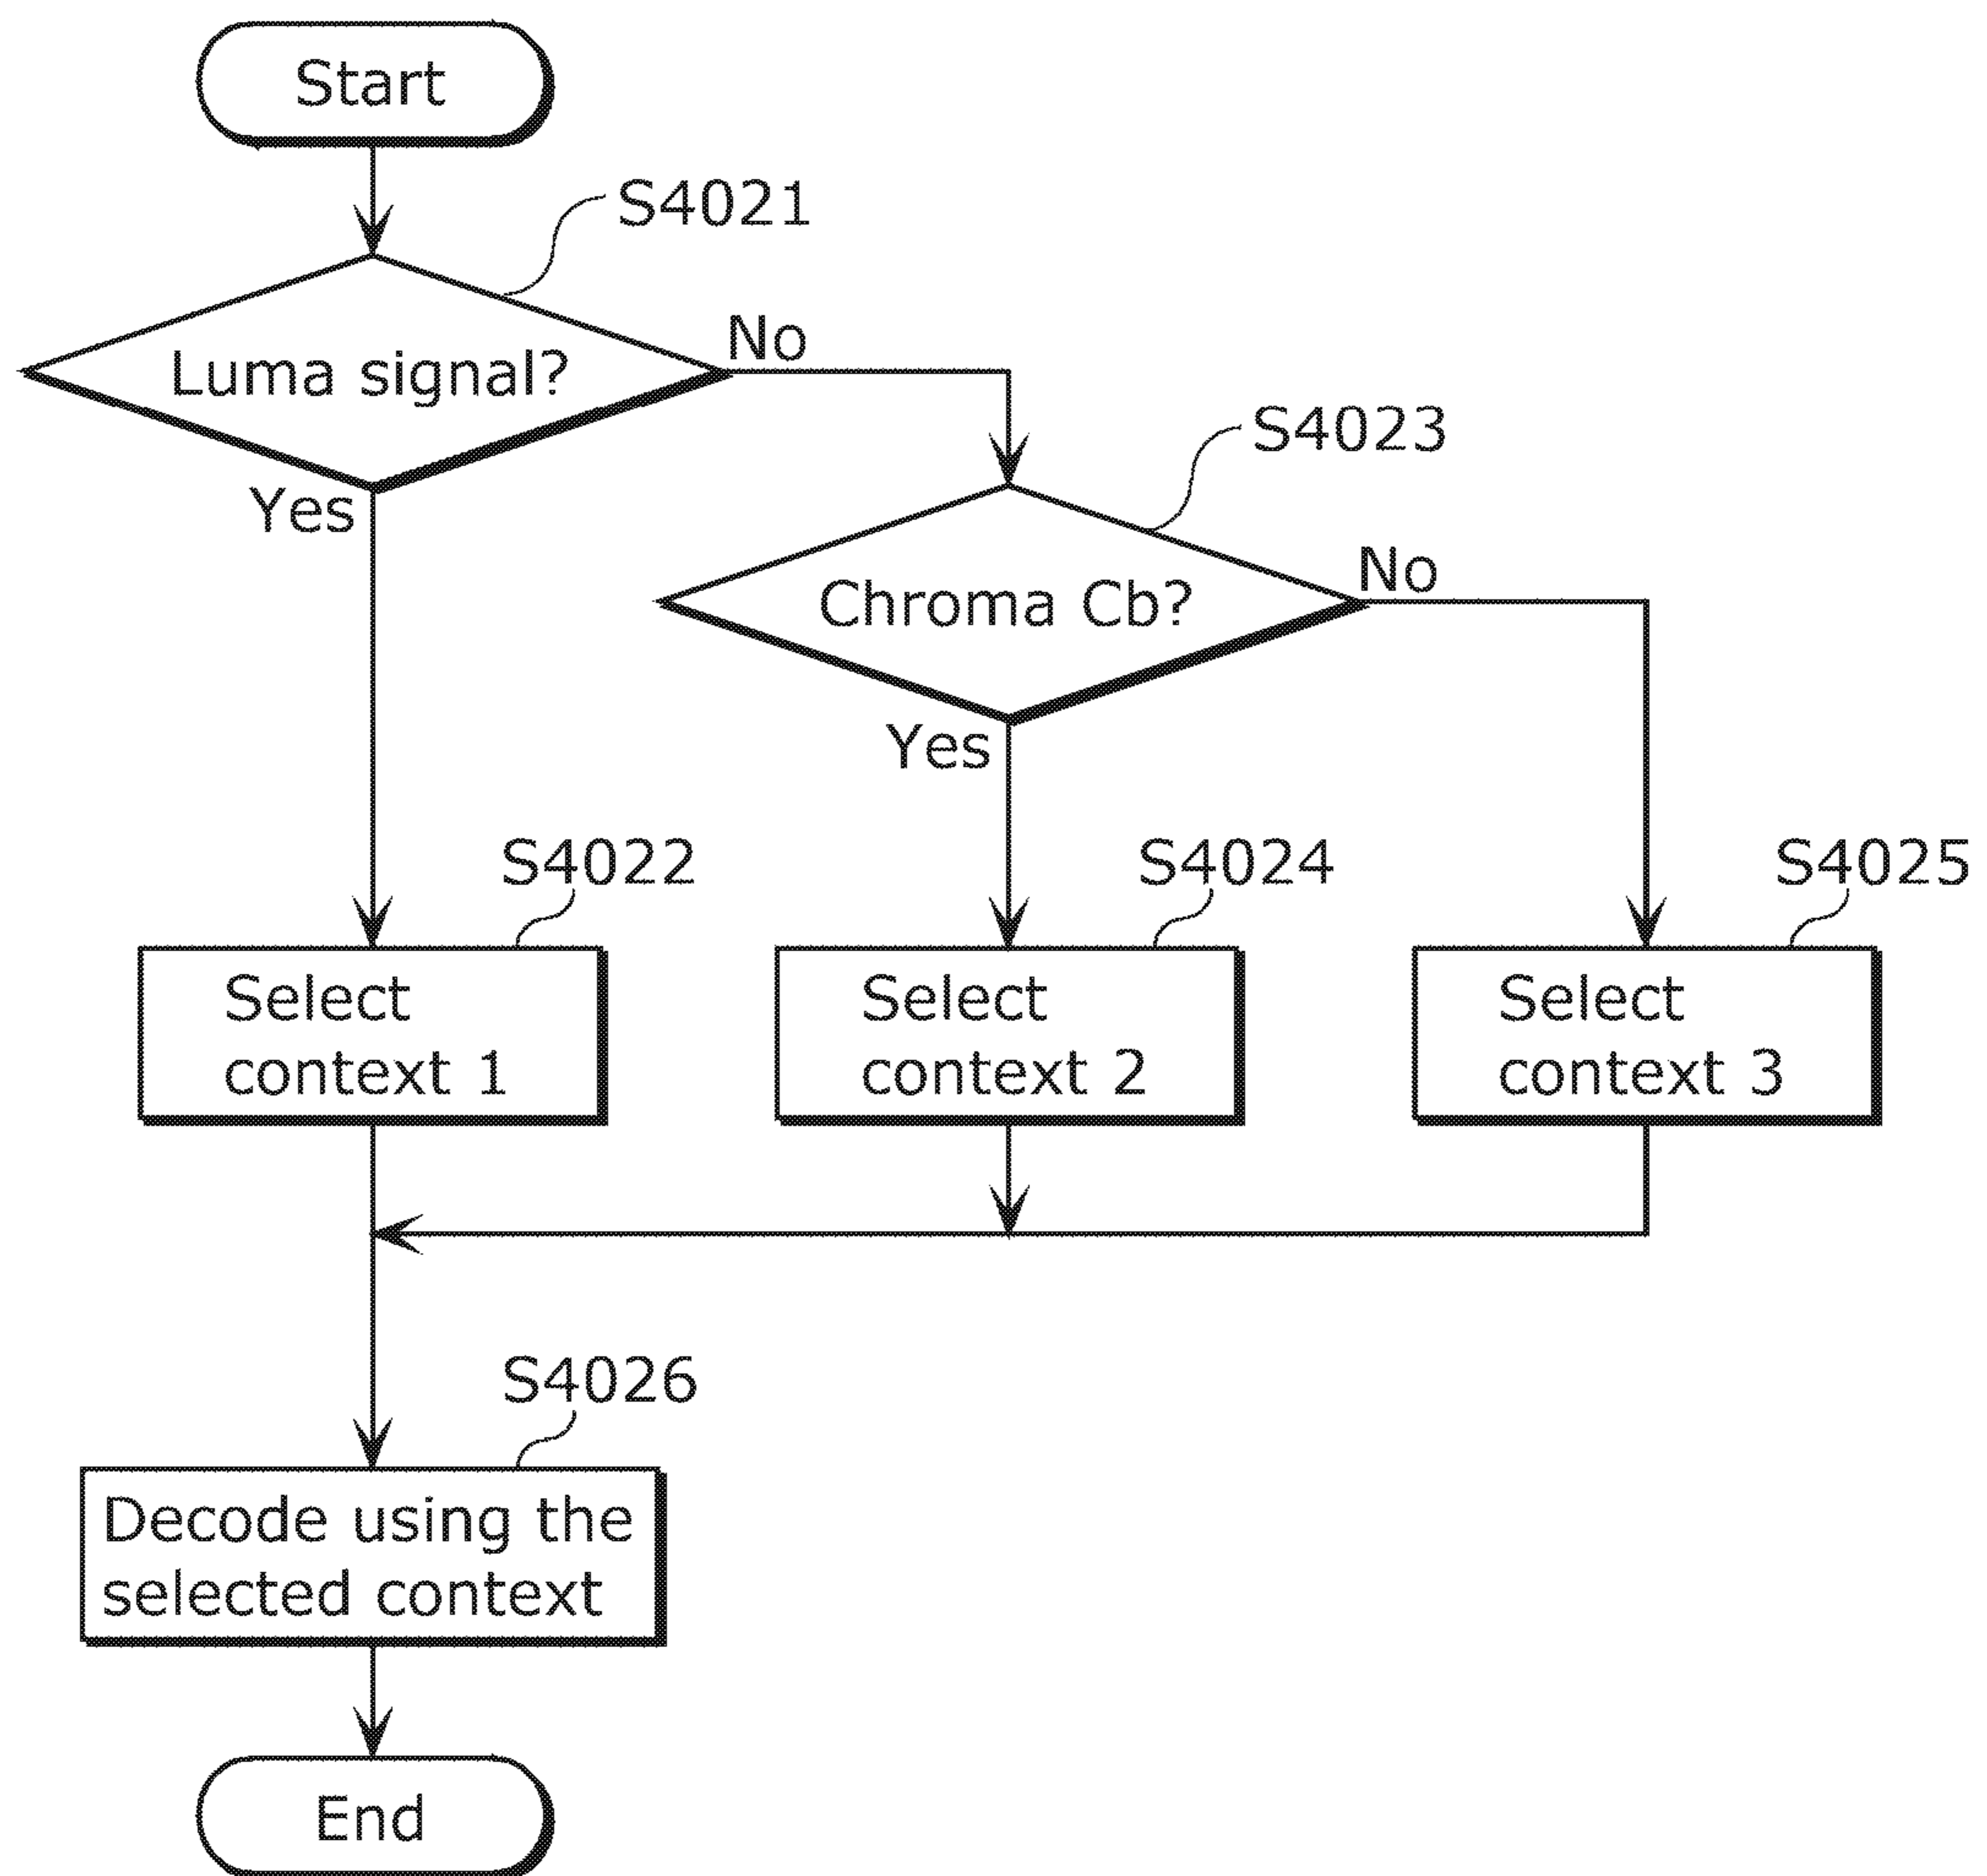 Start
S4021
Luma signal?
No
Yes
S4023
Chroma Cb?
No
Yes
S4022
Select
context 1
S4024
Select
context 2
S4025
Select
context 3
S4026
Decode using the
selected context
End